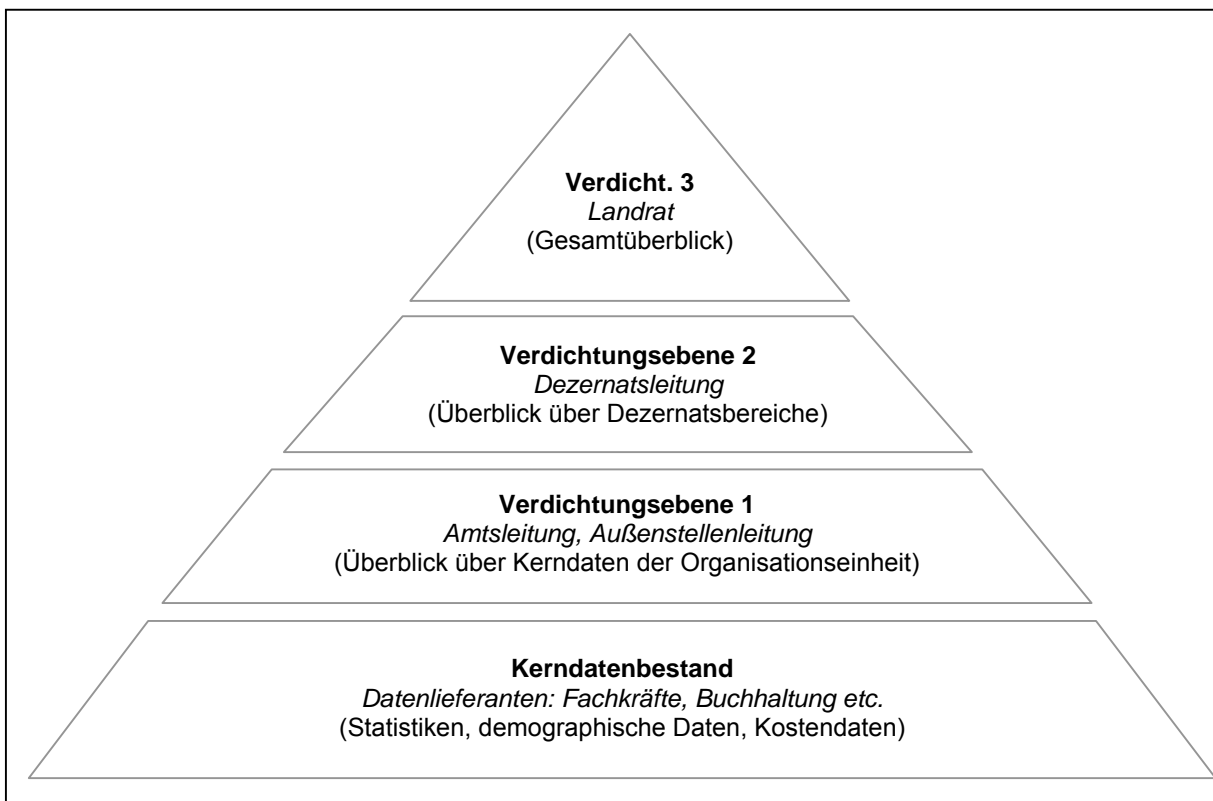 Verdicht. 3
Landrat
(Gesamtüberblick)
Verdichtungsebene 2
Dezernatsleitung
(Überblick über Dezernatsbereiche)
Verdichtungsebene 1
Amtsleitung, Außenstellenleitung
(Überblick über Kerndaten der Organisationseinheit)
Kerndatenbestand
Datenlieferanten: Fachkräfte, Buchhaltung etc.
(Statistiken, demographische Daten, Kostendaten)